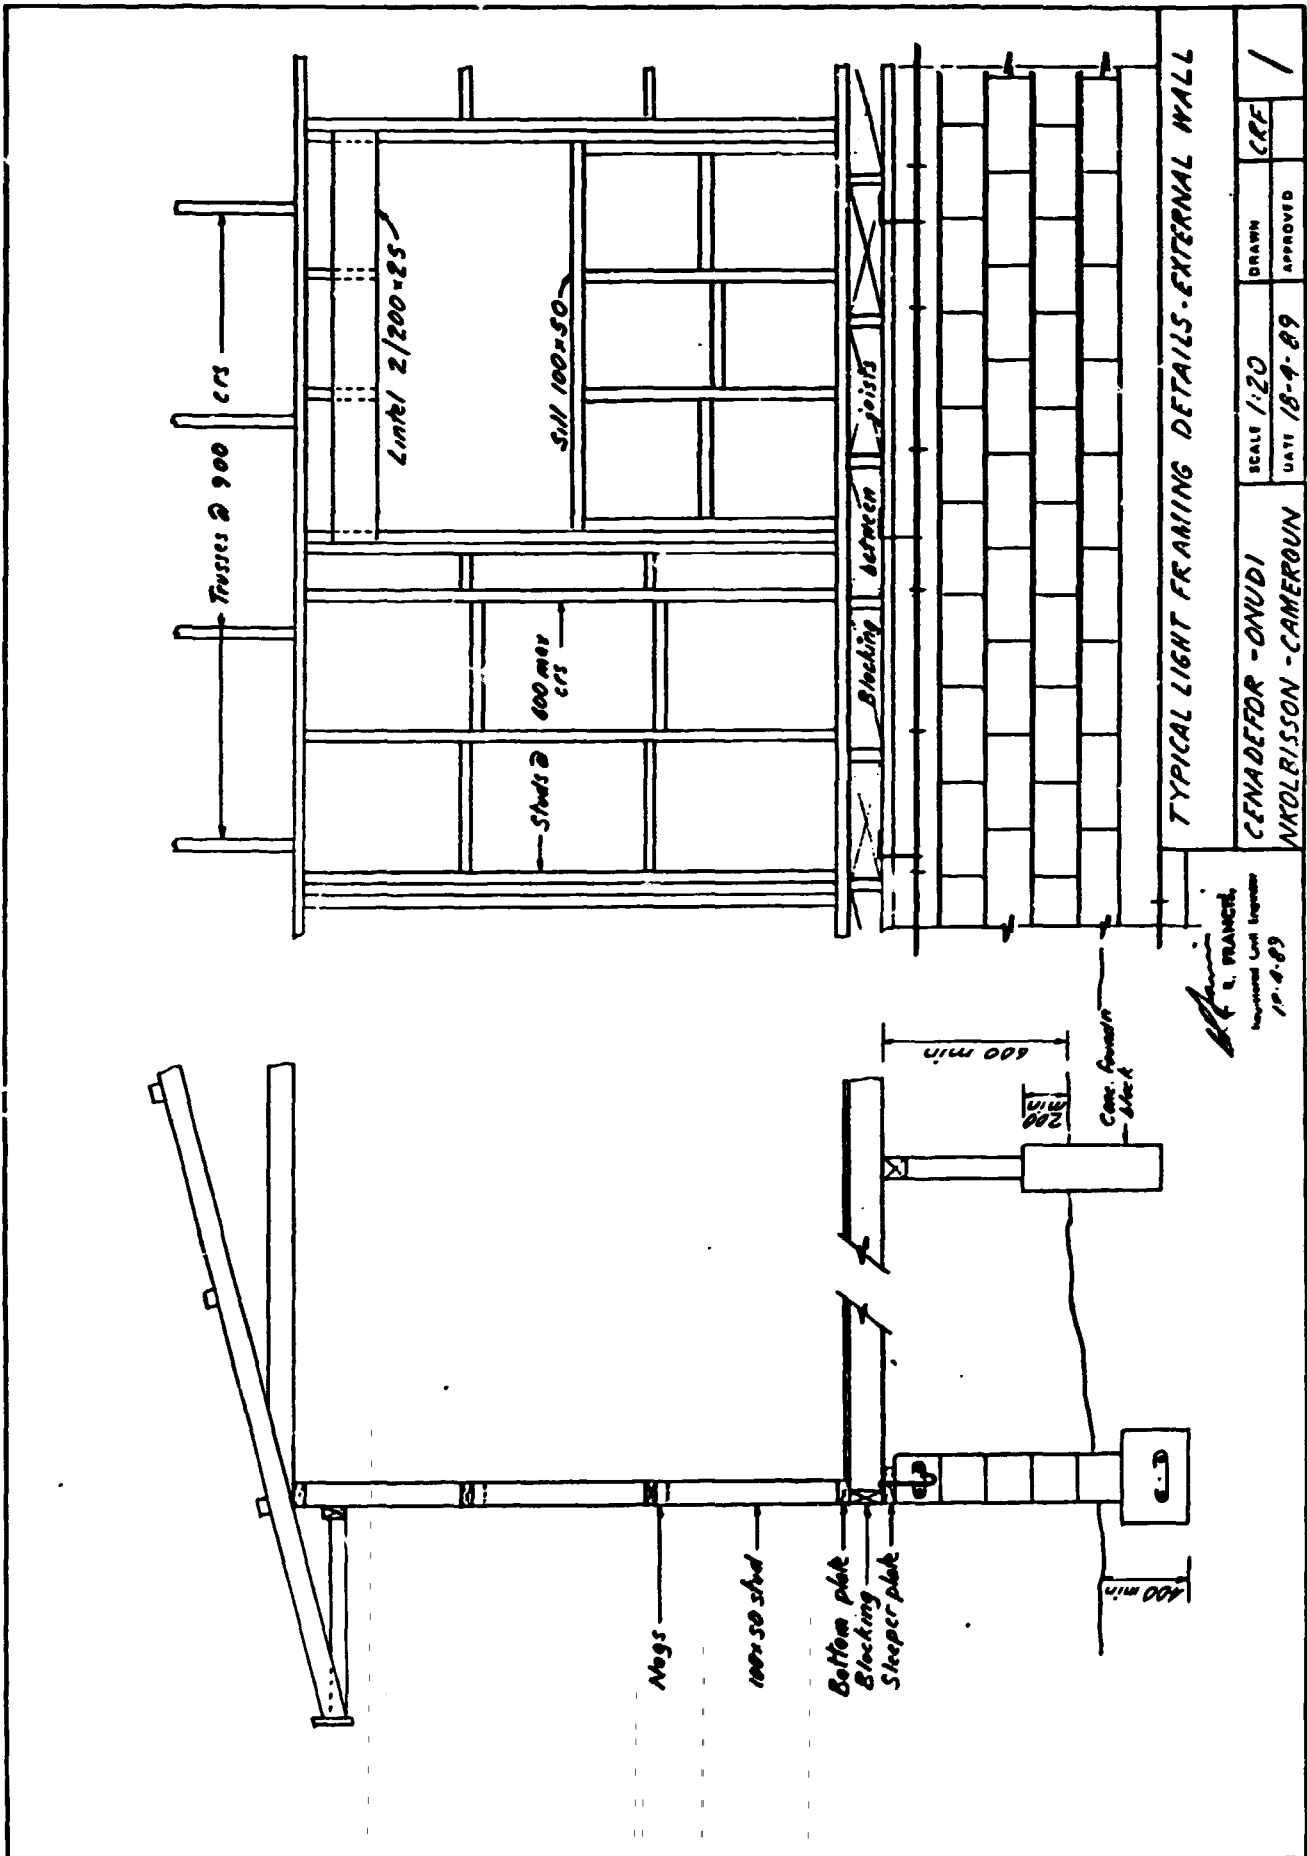 Trusses @ 900 crs
Lintel 2/200×25
Sill 100×50
Studs @ 600 max
crs
Blocking between joists
Nogs
100×50 stud
Bottom plate
Blocking
Sleeper plate
600 min
200
min
Conc. foundn
block
400 min
TYPICAL LIGHT FRAMING DETAILS - EXTERNAL WALL
CENADEFOR - ONUDI
NKOLBISSON - CAMEROUN
SCALE 1:20
DATE 18-4-89
DRAWN CRF
APPROVED
1
R. FRANCIS,
18-4-89